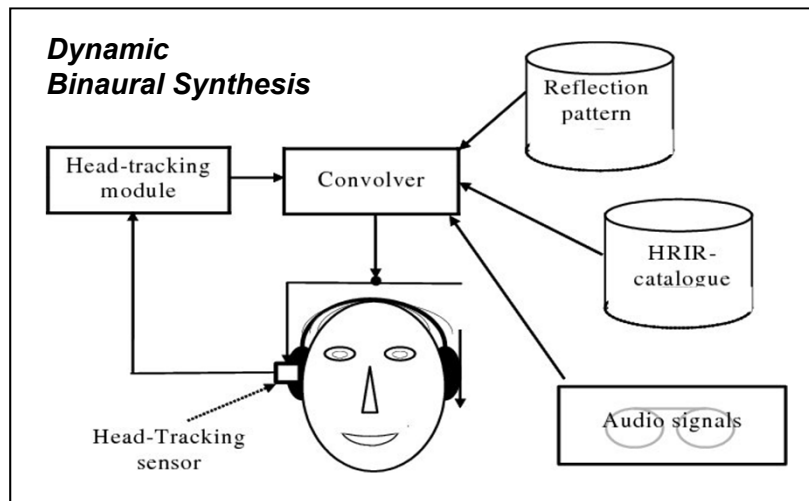 Dynamic
Binaural Synthesis
Reflection
pattern
Head-tracking
module
Convolver
HRIR-
catalogue
Audio signals
Head-Tracking
sensor